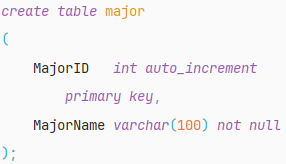 create table major
(
    MajorID   int auto_increment
        primary key,
    MajorName varchar(100) not null
);